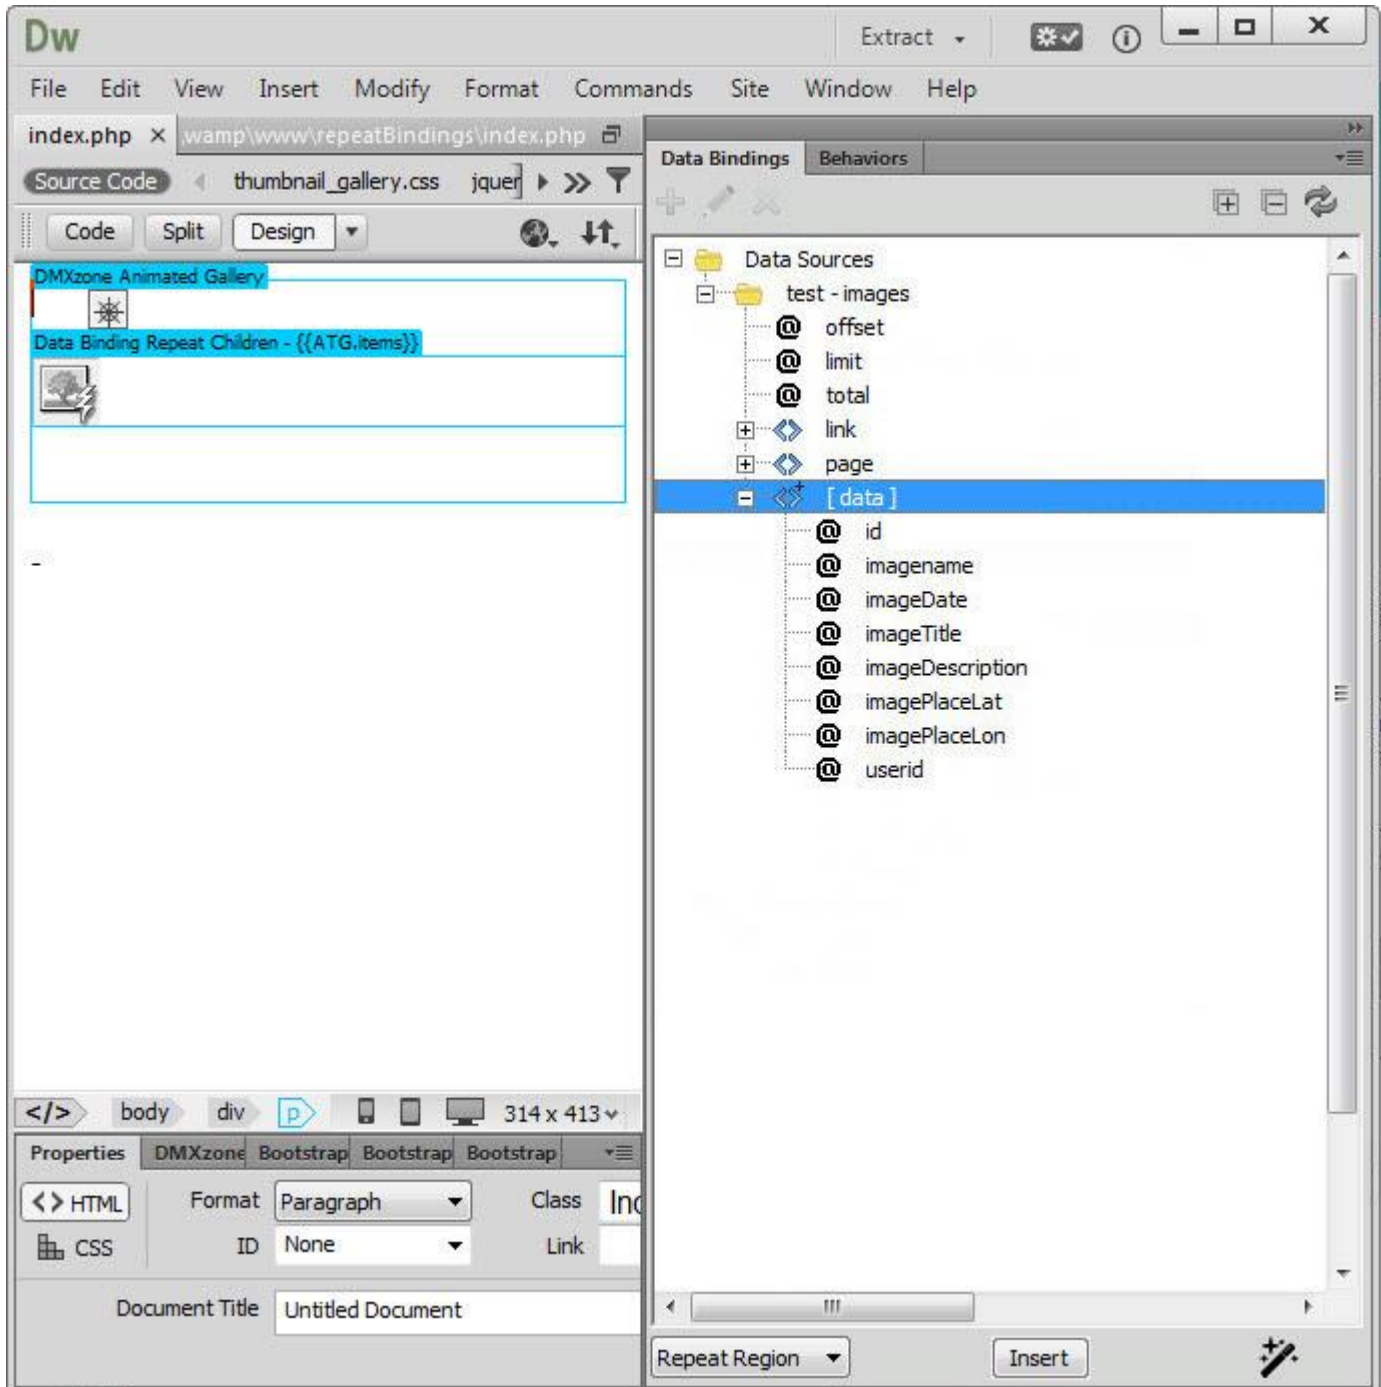 Dw
Extract
File Edit View Insert Modify Format Commands Site Window Help
index.php × wamp\www\repeatBindings\index.php
Source Code thumbnail_gallery.css jquer
Code Split Design
DMXzone Animated Gallery
Data Binding Repeat Children - {{ATG.items}}
-
</> body div p 314 x 413
Properties DMXzone Bootstrap Bootstrap Bootstrap
<> HTML Format Paragraph Class
CSS ID None Link
Document Title Untitled Document
Data Bindings Behaviors
Data Sources
test - images
@ offset
@ limit
@ total
link
page
[ data ]
@ id
@ imagename
@ imageDate
@ imageTitle
@ imageDescription
@ imagePlaceLat
@ imagePlaceLon
@ userid
Repeat Region Insert